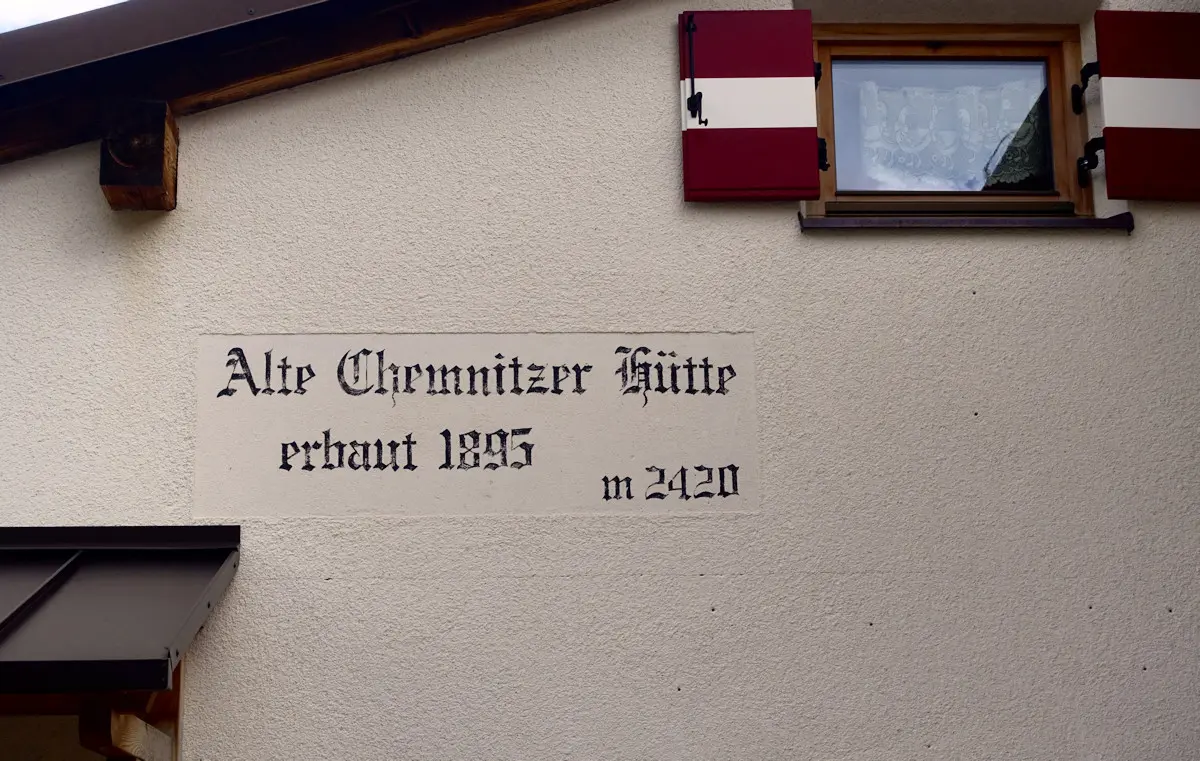 Alte Chemnitzer Hütte
erbaut 1895
m 2420